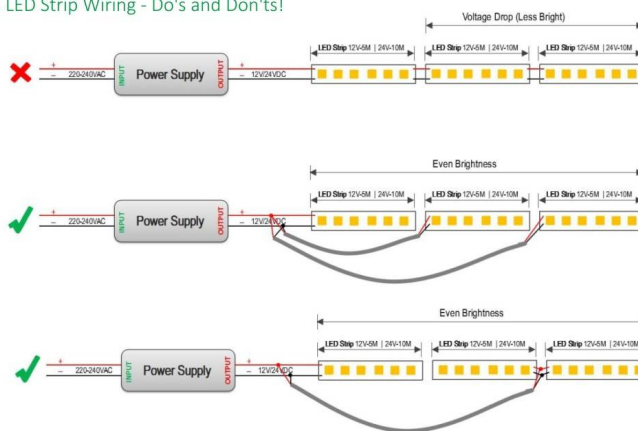 LED Strip Wiring - Do's and Don'ts!
Voltage Drop (Less Bright)
LED Strip 12V-5M | 24V-10M
LED Strip 12V-5M | 24V-10M
LED Strip 12V-5M | 24V-10M
+
– 220-240VAC
INPUT
Power Supply
OUTPUT
+
– 12V/24VDC
Even Brightness
LED Strip 12V-5M | 24V-10M
LED Strip 12V-5M | 24V-10M
LED Strip 12V-5M | 24V-10M
+
– 220-240VAC
INPUT
Power Supply
OUTPUT
+
– 12V/24VDC
Even Brightness
LED Strip 12V-5M | 24V-10M
LED Strip 12V-5M | 24V-10M
LED Strip 12V-5M | 24V-10M
+
– 220-240VAC
INPUT
Power Supply
OUTPUT
+
– 12V/24VDC